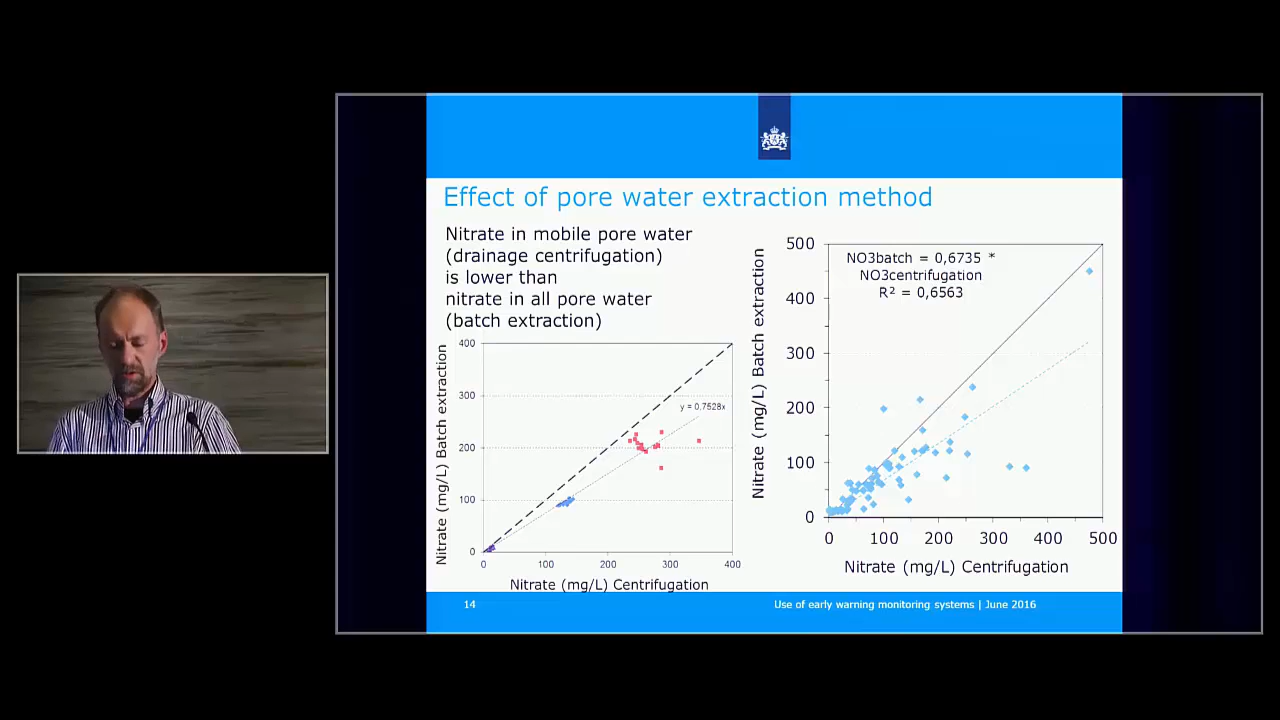 Effect of pore water extraction method
Nitrate in mobile pore water
(drainage centrifugation)
is lower than
nitrate in all pore water
(batch extraction)
Nitrate (mg/L) Batch extraction
400
300
200
100
0
y = 0,7528x
0 100 200 300 400
Nitrate (mg/L) Centrifugation
Nitrate (mg/L) Batch extraction
500
400
300
200
100
0
NO3batch = 0,6735 *
NO3centrifugation
R² = 0,6563
0 100 200 300 400 500
Nitrate (mg/L) Centrifugation
14
Use of early warning monitoring systems | June 2016